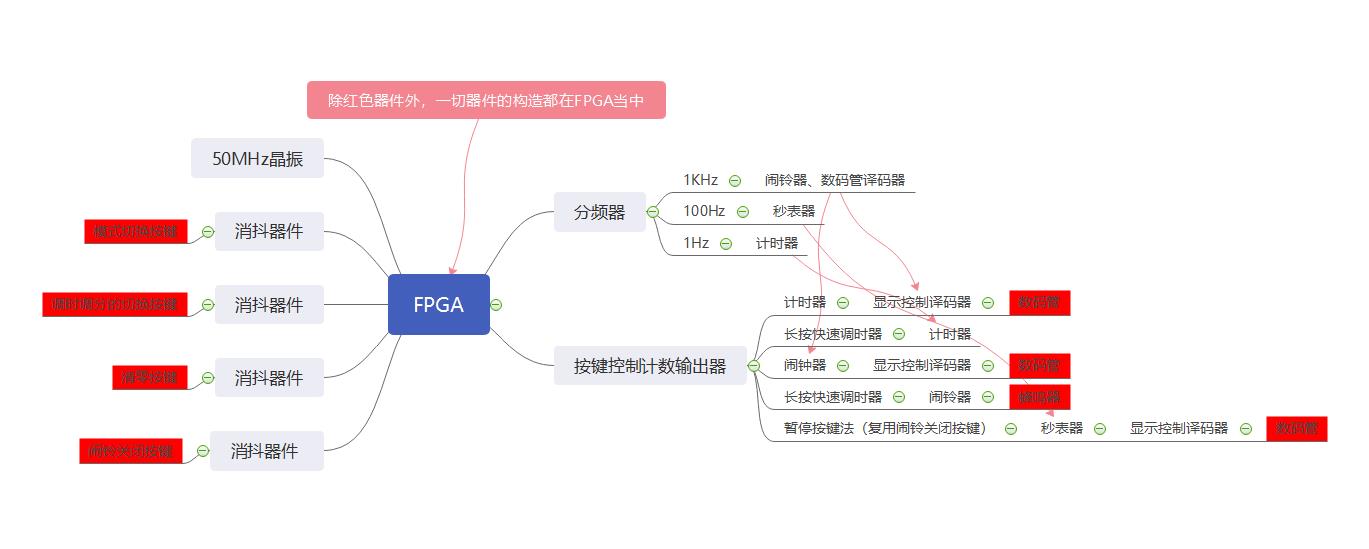 除红色器件外，一切器件的构造都在FPGA当中
50MHz晶振
模式切换按键
消抖器件
调时调分的切换按键
消抖器件
清零按键
消抖器件
闹铃关闭按键
消抖器件
FPGA
分频器
1KHz
闹铃器、数码管译码器
100Hz
秒表器
1Hz
计时器
按键控制计数输出器
计时器
显示控制译码器
数码管
长按快速调时器
计时器
闹钟器
显示控制译码器
数码管
长按快速调时器
闹铃器
蜂鸣器
暂停按键法（复用闹铃关闭按键）
秒表器
显示控制译码器
数码管